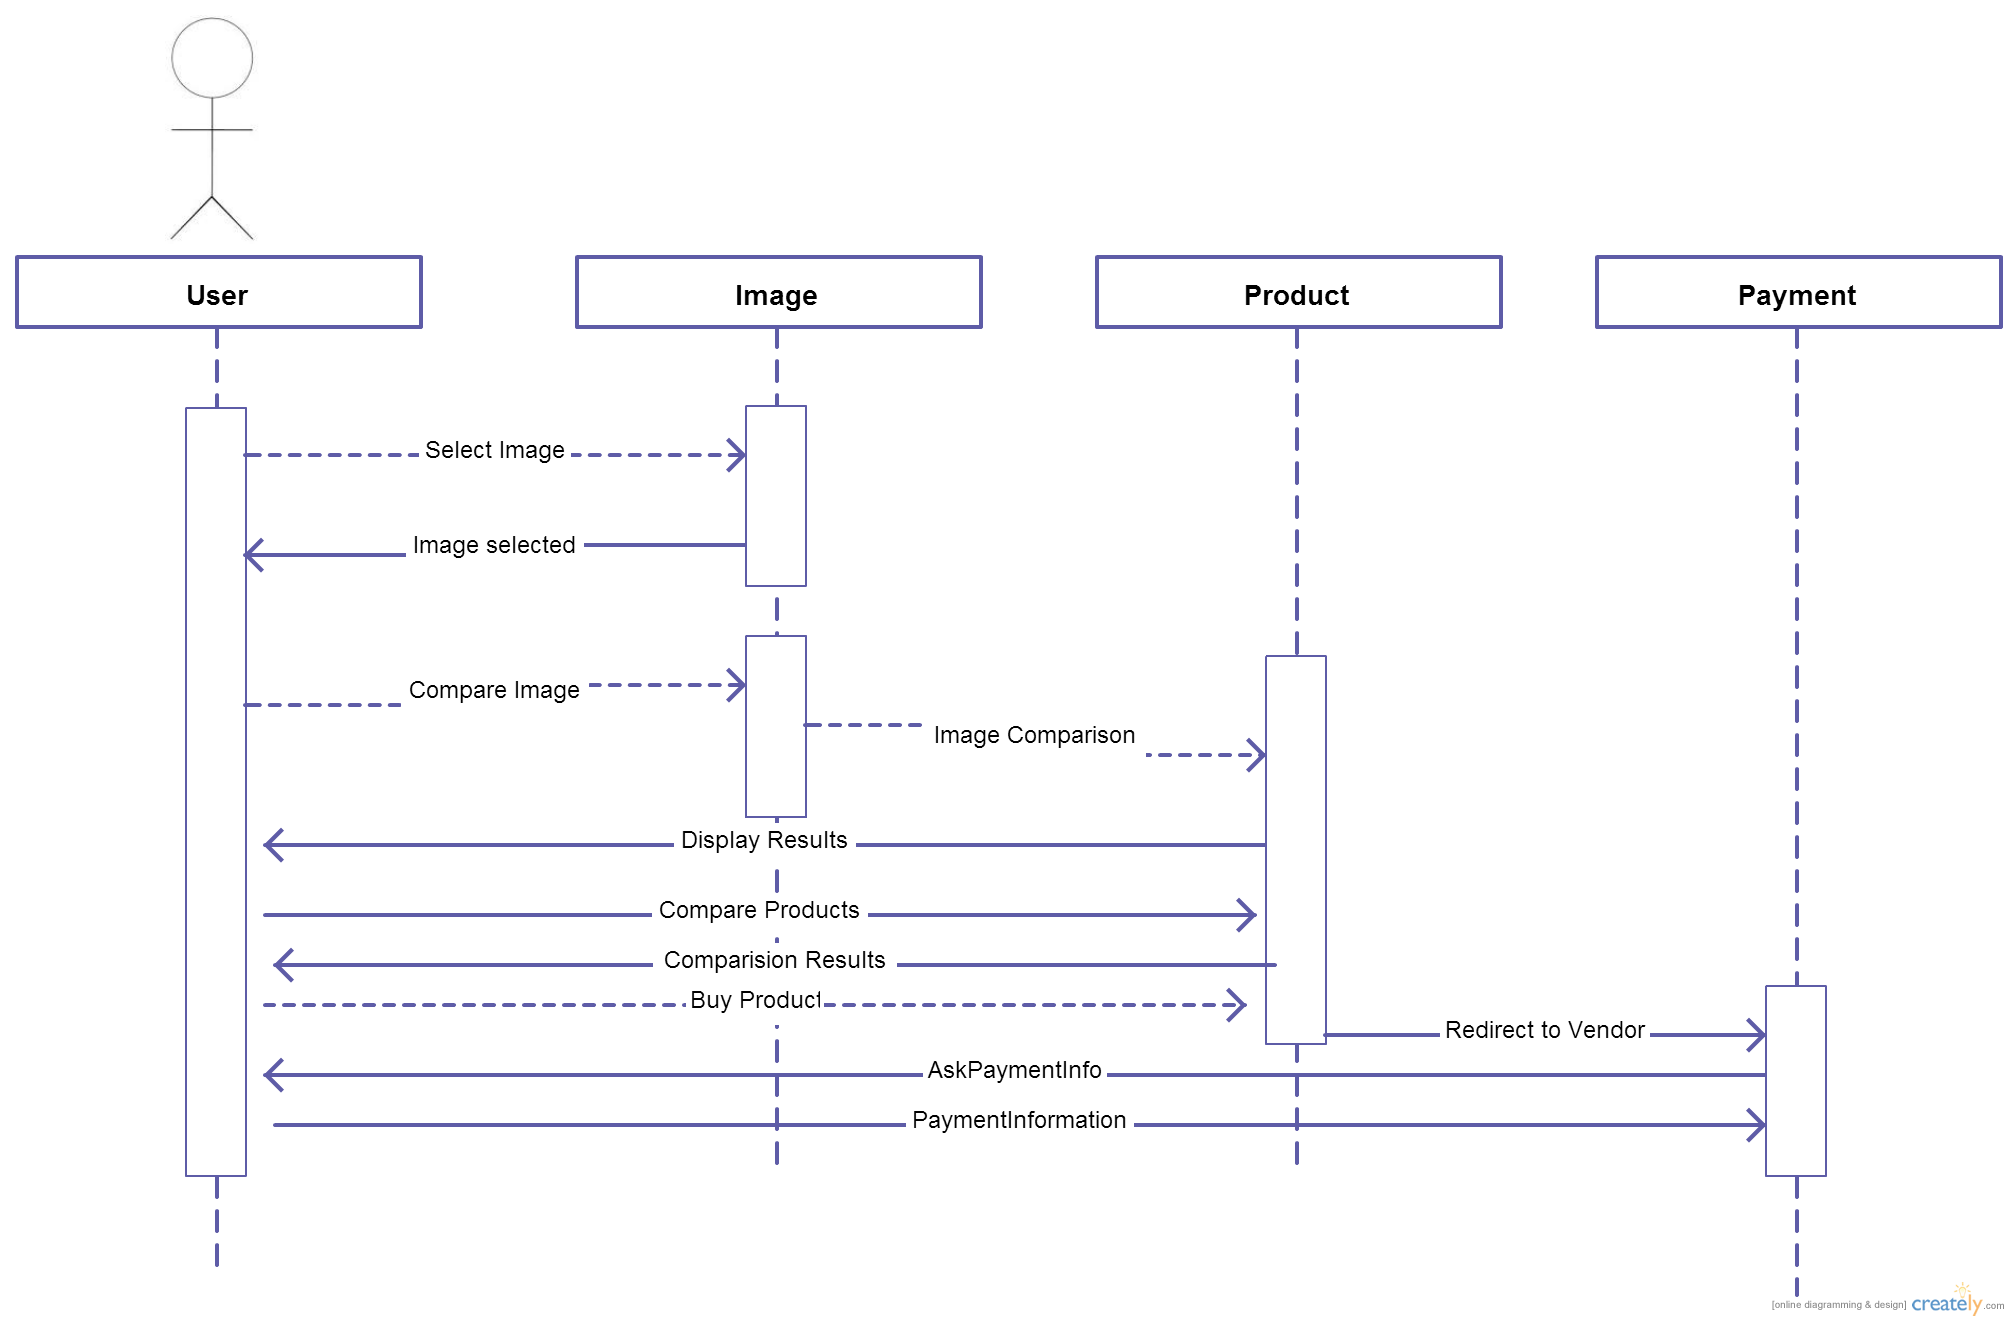 User
Image
Product
Payment
Select Image
Image selected
Compare Image
Image Comparison
Display Results
Compare Products
Comparision Results
Buy Product
Redirect to Vendor
AskPaymentInfo
PaymentInformation
[online diagramming & design] creately.com